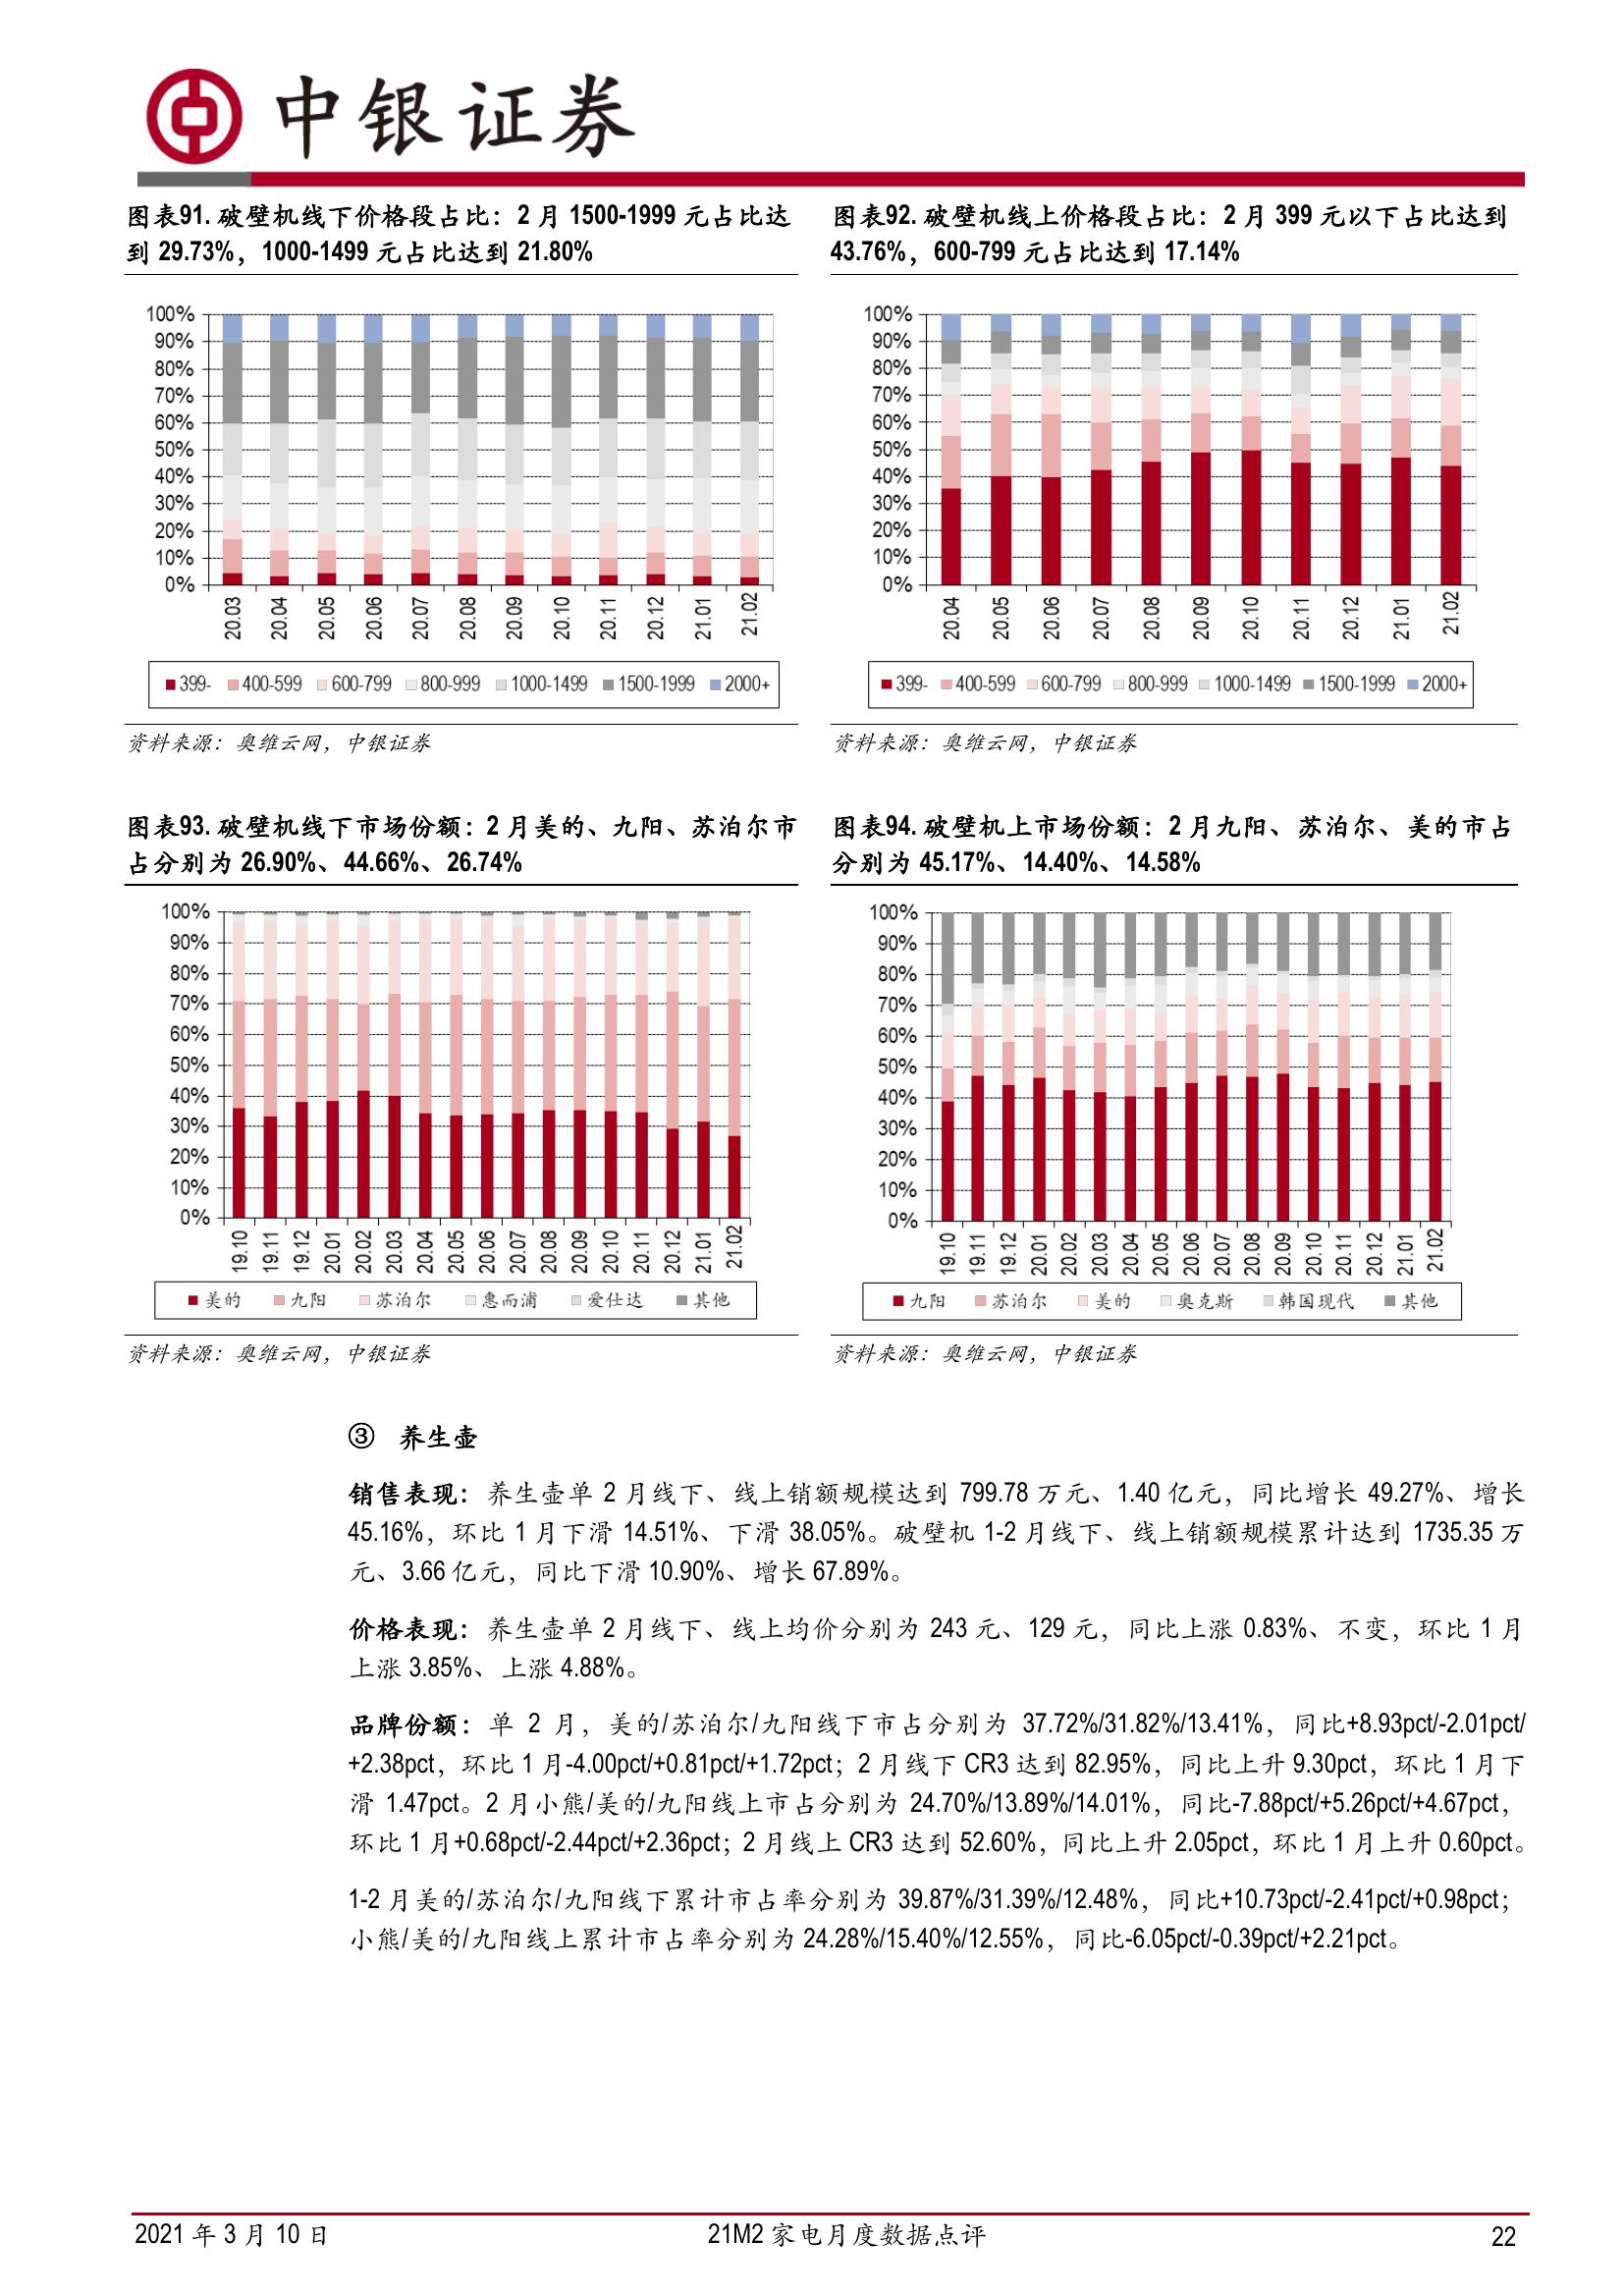 中银证券
图表91. 破壁机线下价格段占比：2 月 1500-1999 元占比达
到 29.73%，1000-1499 元占比达到 21.80%
100%
90%
80%
70%
60%
50%
40%
30%
20%
10%
0%
20.03 20.04 20.05 20.06 20.07 20.08 20.09 20.10 20.11 20.12 21.01 21.02
399- 400-599 600-799 800-999 1000-1499 1500-1999 2000+
资料来源：奥维云网，中银证券
图表92. 破壁机线上价格段占比：2 月 399 元以下占比达到
43.76%，600-799 元占比达到 17.14%
100%
90%
80%
70%
60%
50%
40%
30%
20%
10%
0%
20.04 20.05 20.06 20.07 20.08 20.09 20.10 20.11 20.12 21.01 21.02
399- 400-599 600-799 800-999 1000-1499 1500-1999 2000+
资料来源：奥维云网，中银证券
图表93. 破壁机线下市场份额：2 月美的、九阳、苏泊尔市
占分别为 26.90%、44.66%、26.74%
100%
90%
80%
70%
60%
50%
40%
30%
20%
10%
0%
19.10 19.11 19.12 20.01 20.02 20.03 20.04 20.05 20.06 20.07 20.08 20.09 20.10 20.11 20.12 21.01 21.02
美的 九阳 苏泊尔 惠而浦 爱仕达 其他
资料来源：奥维云网，中银证券
图表94. 破壁机上市场份额：2 月九阳、苏泊尔、美的市占
分别为 45.17%、14.40%、14.58%
100%
90%
80%
70%
60%
50%
40%
30%
20%
10%
0%
19.10 19.11 19.12 20.01 20.02 20.03 20.04 20.05 20.06 20.07 20.08 20.09 20.10 20.11 20.12 21.01 21.02
九阳 苏泊尔 美的 奥克斯 韩国现代 其他
资料来源：奥维云网，中银证券
③ 养生壶
销售表现：养生壶单 2 月线下、线上销额规模达到 799.78 万元、1.40 亿元，同比增长 49.27%、增长
45.16%，环比 1 月下滑 14.51%、下滑 38.05%。破壁机 1-2 月线下、线上销额规模累计达到 1735.35 万
元、3.66 亿元，同比下滑 10.90%、增长 67.89%。
价格表现：养生壶单 2 月线下、线上均价分别为 243 元、129 元，同比上涨 0.83%、不变，环比 1 月
上涨 3.85%、上涨 4.88%。
品牌份额：单 2 月，美的/苏泊尔/九阳线下市占分别为 37.72%/31.82%/13.41%，同比+8.93pct/-2.01pct/
+2.38pct，环比 1 月-4.00pct/+0.81pct/+1.72pct；2 月线下 CR3 达到 82.95%，同比上升 9.30pct，环比 1 月下
滑 1.47pct。2 月小熊/美的/九阳线上市占分别为 24.70%/13.89%/14.01%，同比-7.88pct/+5.26pct/+4.67pct，
环比 1 月+0.68pct/-2.44pct/+2.36pct；2 月线上 CR3 达到 52.60%，同比上升 2.05pct，环比 1 月上升 0.60pct。
1-2 月美的/苏泊尔/九阳线下累计市占率分别为 39.87%/31.39%/12.48%，同比+10.73pct/-2.41pct/+0.98pct；
小熊/美的/九阳线上累计市占率分别为 24.28%/15.40%/12.55%，同比-6.05pct/-0.39pct/+2.21pct。
2021 年 3 月 10 日
21M2 家电月度数据点评
22